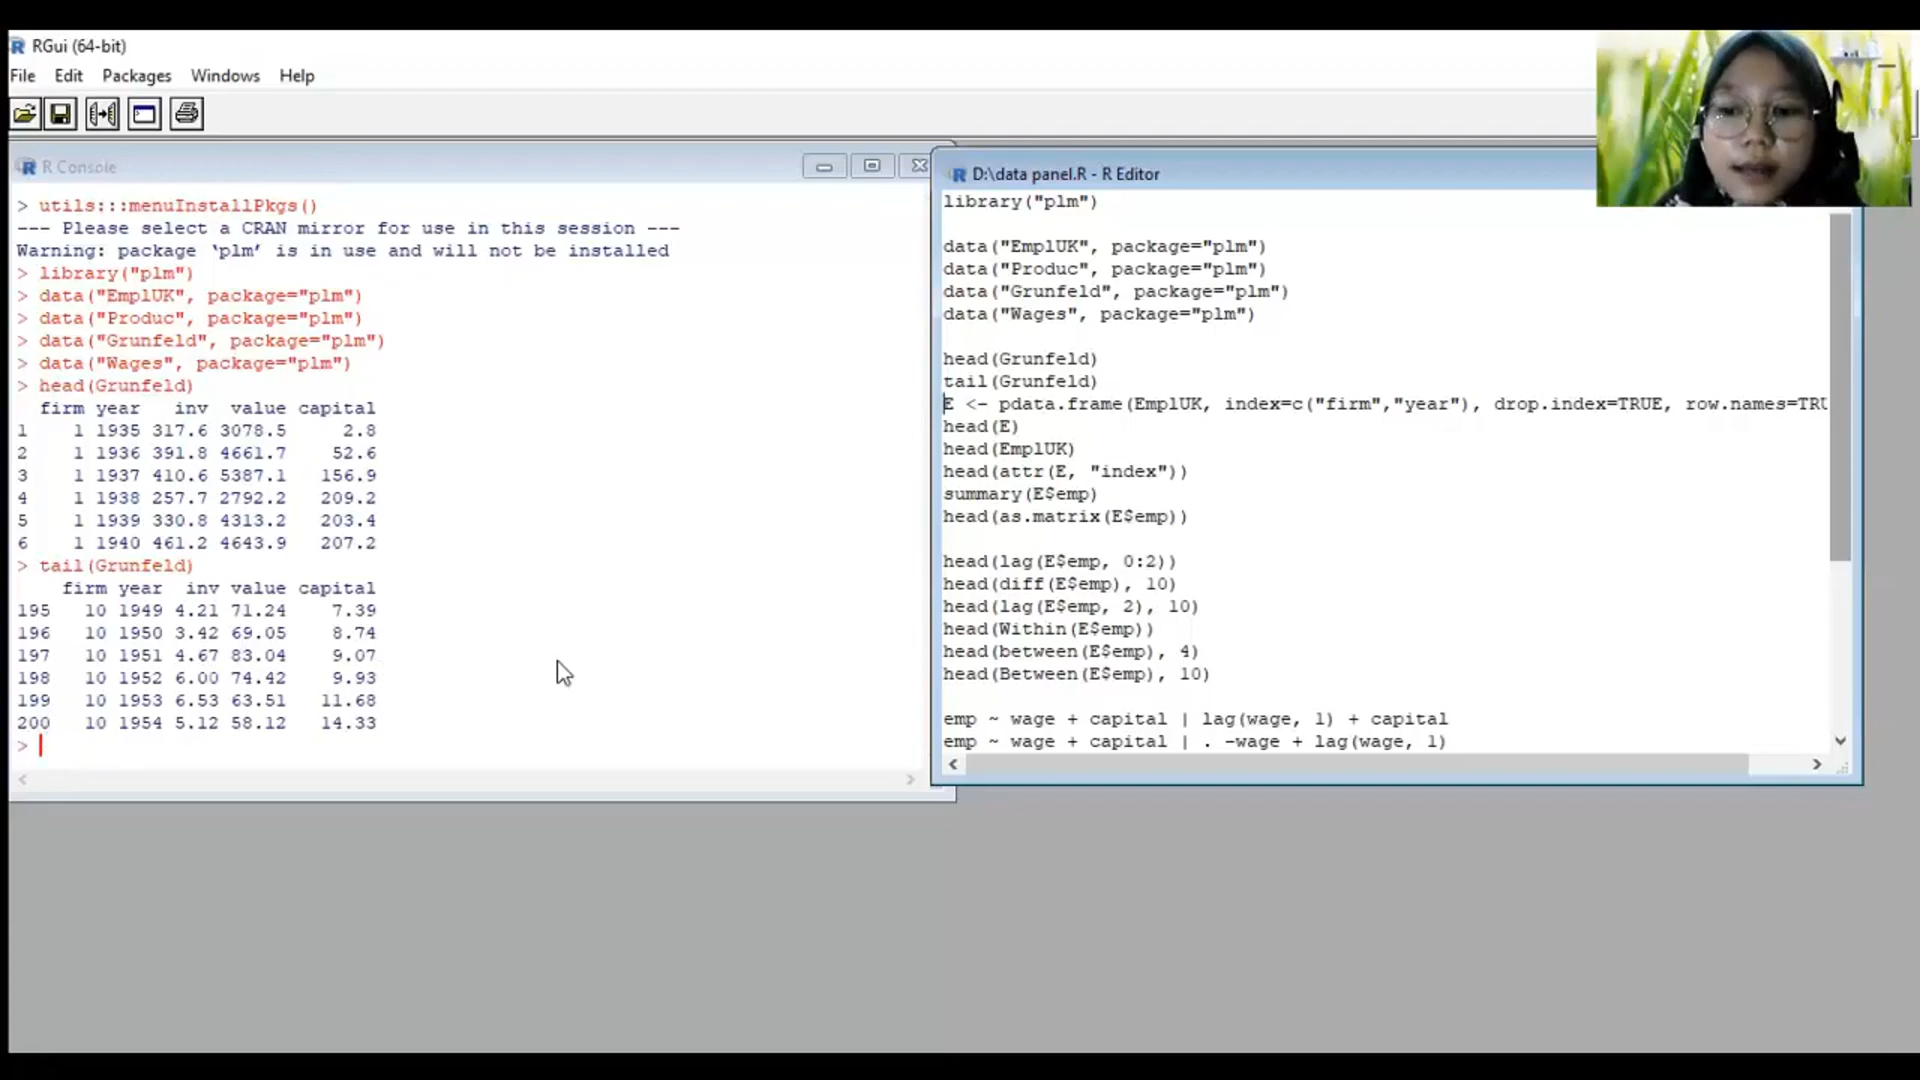 RGui (64-bit)
File Edit Packages Windows Help
R Console
> utils:::menuInstallPkgs()
--- Please select a CRAN mirror for use in this session ---
Warning: package ‘plm’ is in use and will not be installed
> library("plm")
> data("EmplUK", package="plm")
> data("Produc", package="plm")
> data("Grunfeld", package="plm")
> data("Wages", package="plm")
> head(Grunfeld)
firm year inv value capital
1 1 1935 317.6 3078.5 2.8
2 1 1936 391.8 4661.7 52.6
3 1 1937 410.6 5387.1 156.9
4 1 1938 257.7 2792.2 209.2
5 1 1939 330.8 4313.2 203.4
6 1 1940 461.2 4643.9 207.2
> tail(Grunfeld)
firm year inv value capital
195 10 1949 4.21 71.24 7.39
196 10 1950 3.42 69.05 8.74
197 10 1951 4.67 83.04 9.07
198 10 1952 6.00 74.42 9.93
199 10 1953 6.53 63.51 11.68
200 10 1954 5.12 58.12 14.33
>
D:\data panel.R - R Editor
library("plm")
data("EmplUK", package="plm")
data("Produc", package="plm")
data("Grunfeld", package="plm")
data("Wages", package="plm")
head(Grunfeld)
tail(Grunfeld)
E <- pdata.frame(EmplUK, index=c("firm","year"), drop.index=TRUE, row.names=TRU
head(E)
head(EmplUK)
head(attr(E, "index"))
summary(E$emp)
head(as.matrix(E$emp))
head(lag(E$emp, 0:2))
head(diff(E$emp), 10)
head(lag(E$emp, 2), 10)
head(Within(E$emp))
head(between(E$emp), 4)
head(Between(E$emp), 10)
emp ~ wage + capital | lag(wage, 1) + capital
emp ~ wage + capital | . -wage + lag(wage, 1)